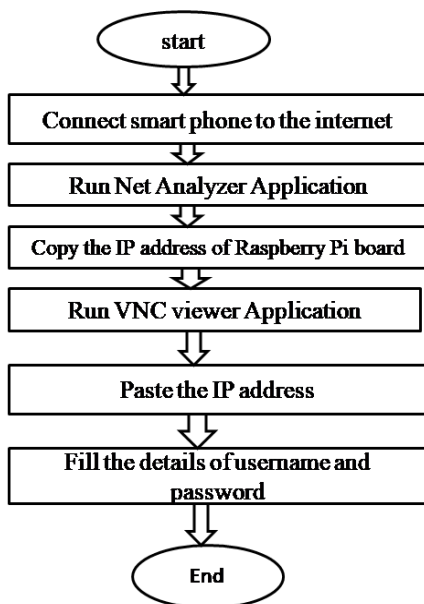 start
Connect smart phone to the internet
Run Net Analyzer Application
Copy the IP address of Raspberry Pi board
Run VNC viewer Application
Paste the IP address
Fill the details of username and
password
End